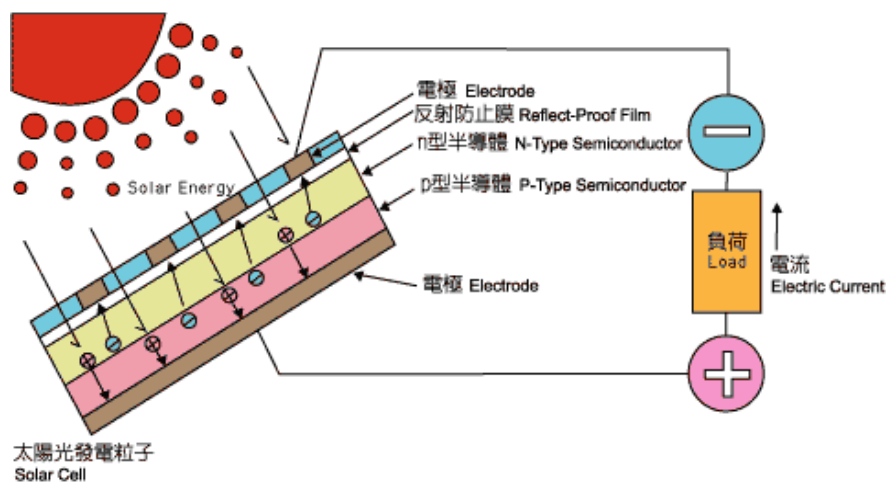 電極 Electrode
反射防止膜 Reflect-Proof Film
n型半導體 N-Type Semiconductor
Solar Energy
p型半導體 P-Type Semiconductor
負荷
Load
電流
Electric Current
電極 Electrode
太陽光發電粒子
Solar Cell